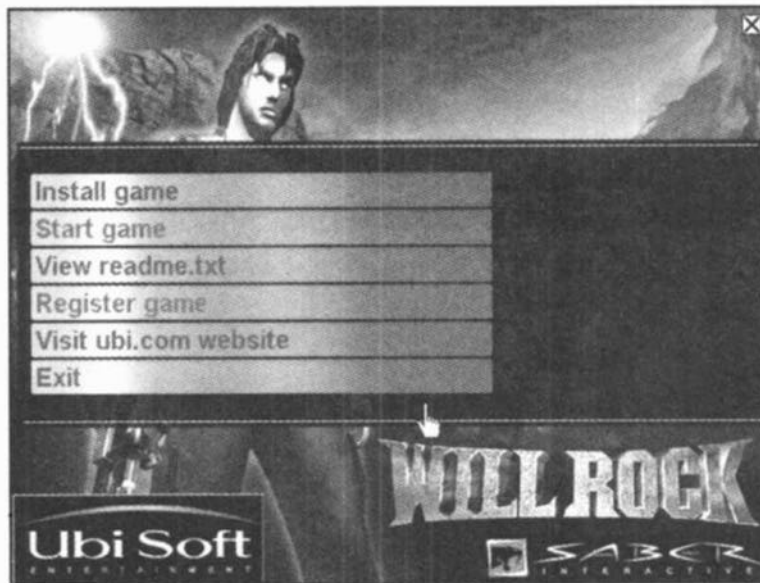 Install game
Start game
View readme.txt
Register game
Visit ubi.com website
Exit
WILL ROCK
Ubi Soft
ENTERTAINMENT
SABER
INTERACTIVE